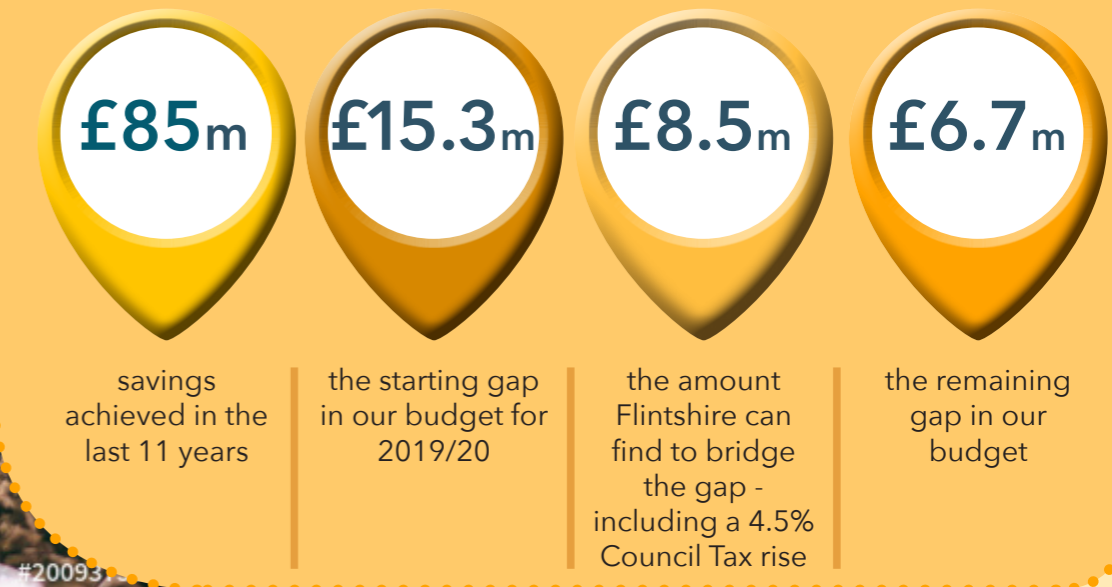 £85m
£15.3m
£8.5m
£6.7m
savings
achieved in the
last 11 years
the starting gap
in our budget for
2019/20
the amount
Flintshire can
find to bridge
the gap -
including a 4.5%
Council Tax rise
the remaining
gap in our
budget